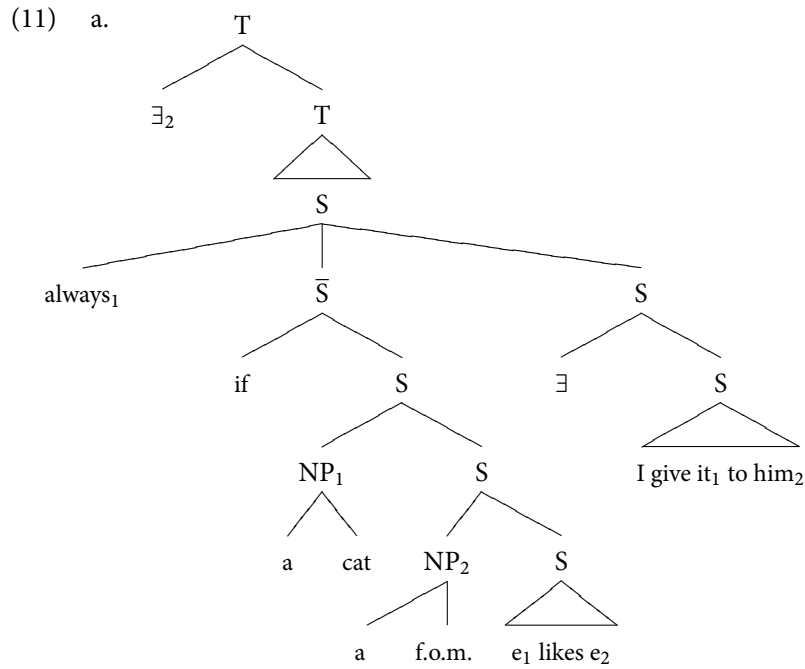 (11) a.
T
∃₂ T
S
always₁ S̅ S
if S ∃ S
NP₁ S I give it₁ to him₂
a cat NP₂ S
a f.o.m. e₁ likes e₂